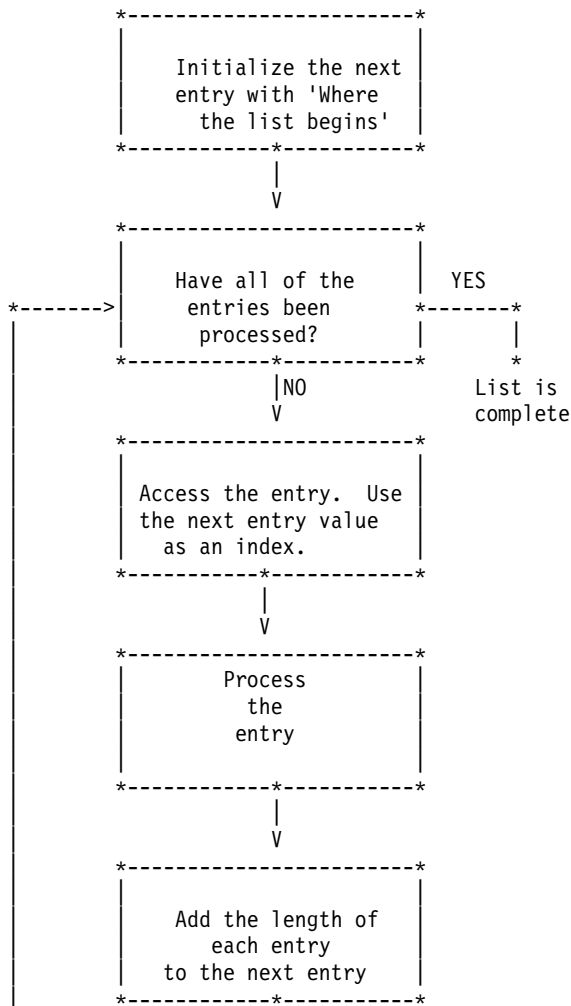 Initialize the next
entry with 'Where
the list begins'
Have all of the
entries been
processed?
YES
NO
List is
complete
Access the entry. Use
the next entry value
as an index.
Process
the
entry
Add the length of
each entry
to the next entry